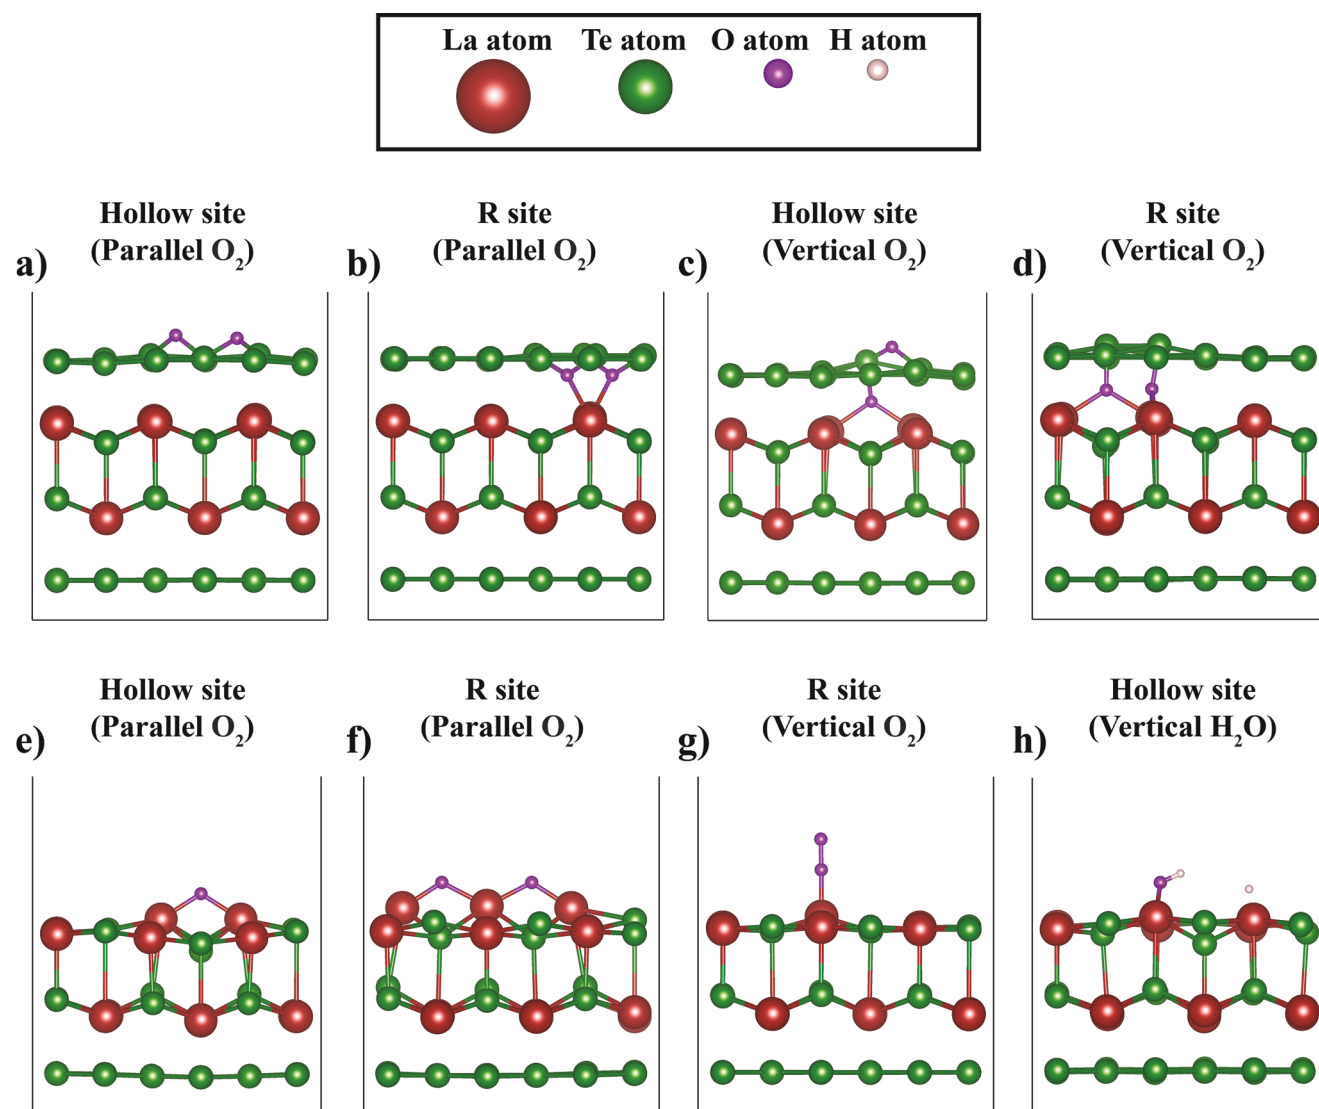 La atom Te atom O atom H atom
Hollow site
(Parallel O₂)
a)
R site
(Parallel O₂)
b)
Hollow site
(Vertical O₂)
c)
R site
(Vertical O₂)
d)
Hollow site
(Parallel O₂)
e)
R site
(Parallel O₂)
f)
R site
(Vertical O₂)
g)
Hollow site
(Vertical H₂O)
h)